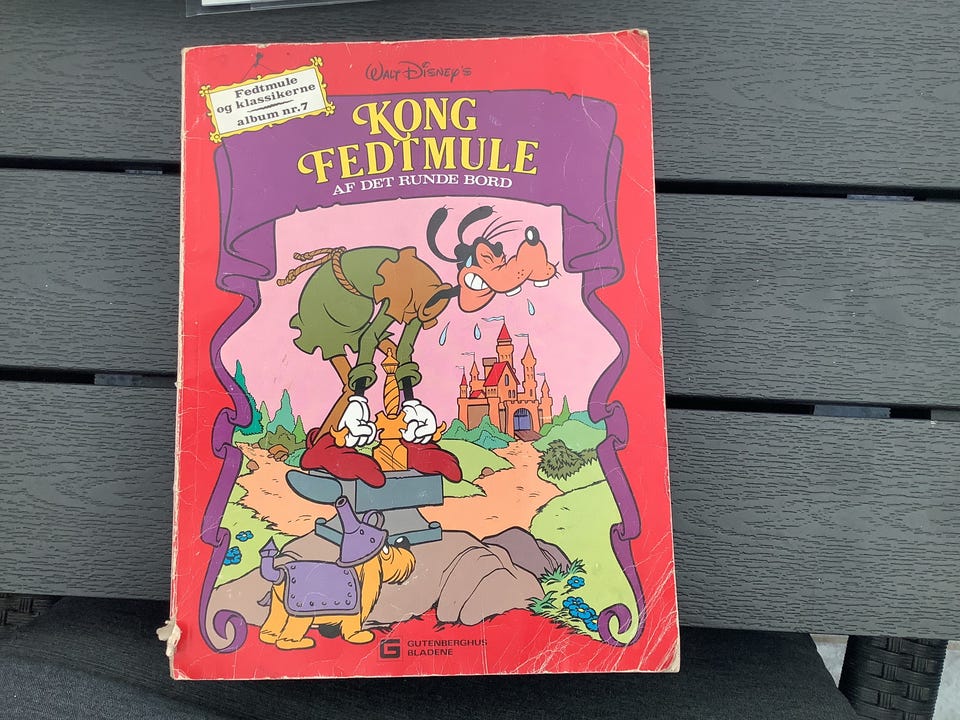 Fedtmule
og klassikerne
album nr.7
WALT DISNEY'S
KONG
FEDTMULE
AF DET RUNDE BORD
G GUTENBERGHUS
BLADENE